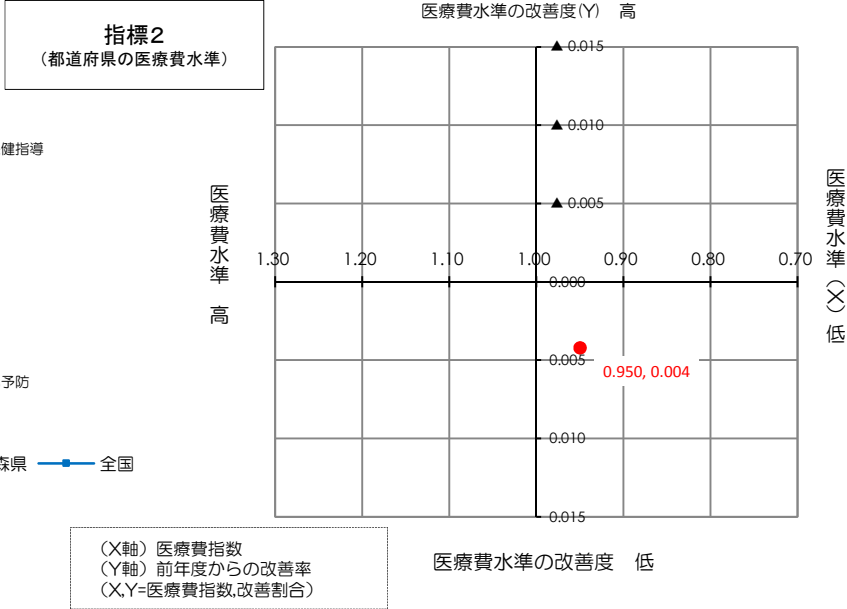 医療費水準の改善度(Y) 高
指標2
（都道府県の医療費水準）
健指導
予防
森県 全国
医療費水準 高
医療費水準（X）低
1.30 1.20 1.10 1.00 0.90 0.80 0.70
▲ 0.015
▲ 0.010
▲ 0.005
0.000
0.005
0.950, 0.004
0.010
0.015
医療費水準の改善度 低
（X軸）医療費指数
（Y軸）前年度からの改善率
（X,Y=医療費指数,改善割合）